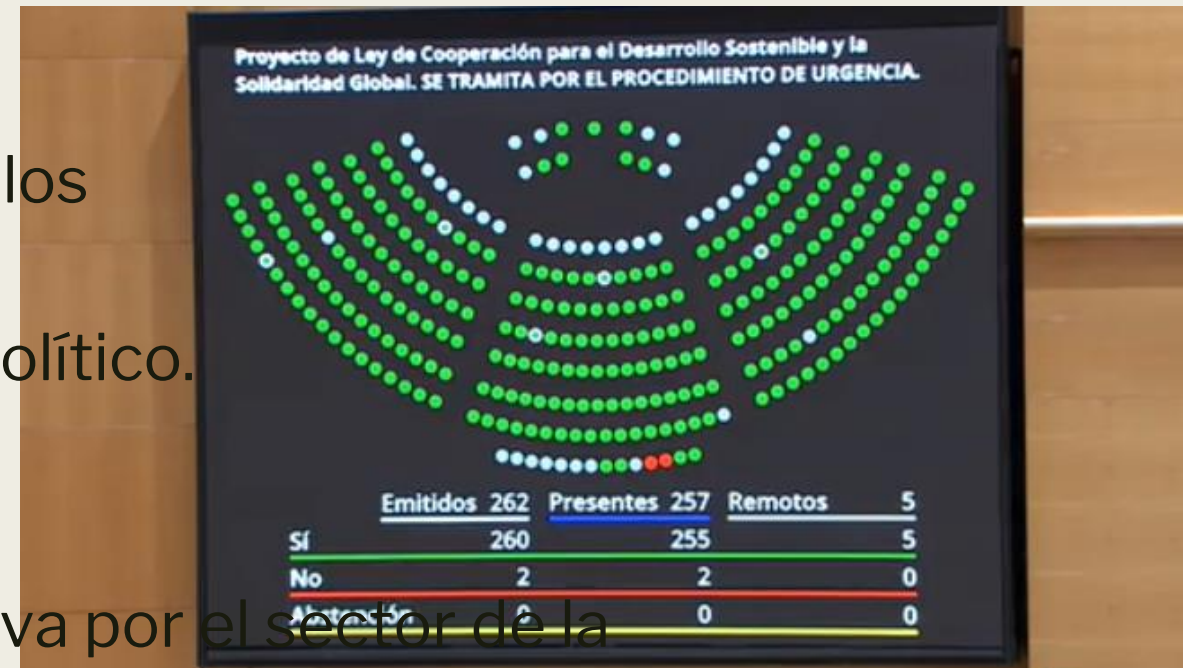 Proyecto de Ley de Cooperación para el Desarrollo Sostenible y la
Solidaridad Global. SE TRAMITA POR EL PROCEDIMIENTO DE URGENCIA.
los
olítico.
Emitidos 262 Presentes 257 Remotos 5
Sí 260 255 5
No 2 2 0
Abstención 0 0 0
va por el sector de la